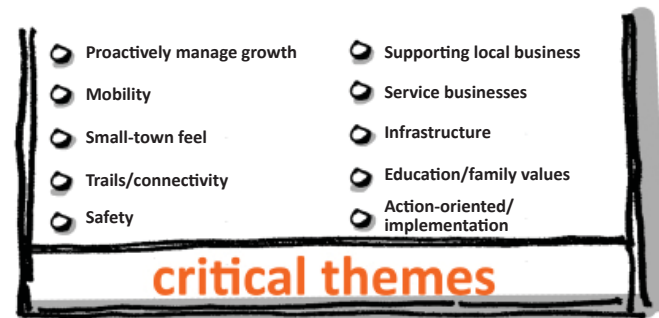 Proactively manage growth
Mobility
Small-town feel
Trails/connectivity
Safety
Supporting local business
Service businesses
Infrastructure
Education/family values
Action-oriented/
implementation
critical themes